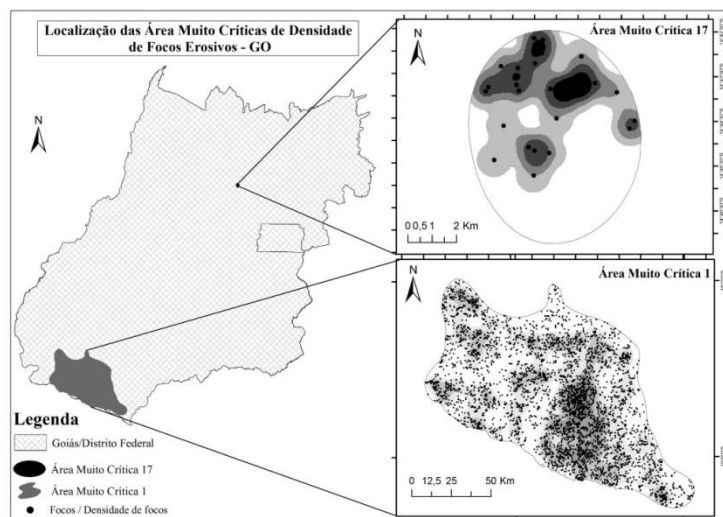 Localização das Área Muito Críticas de Densidade
de Focos Erosivos - GO
N
Legenda
Goiás/Distrito Federal
Área Muito Crítica 17
Área Muito Crítica 1
Focos / Densidade de focos
N
Área Muito Crítica 17
0 0,5 1 2 Km
N
Área Muito Crítica 1
0 12,5 25 50 Km